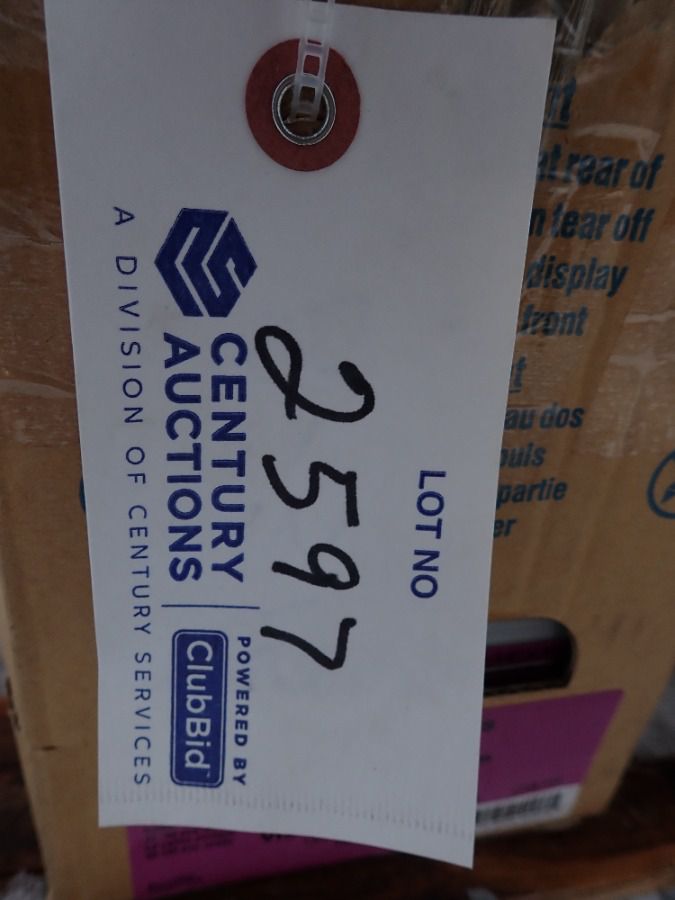 LOT NO
2597
CENTURY
AUCTIONS
A DIVISION OF CENTURY SERVICES
POWERED BY
ClubBid
at rear of
tear off
display
front
au dos
partie